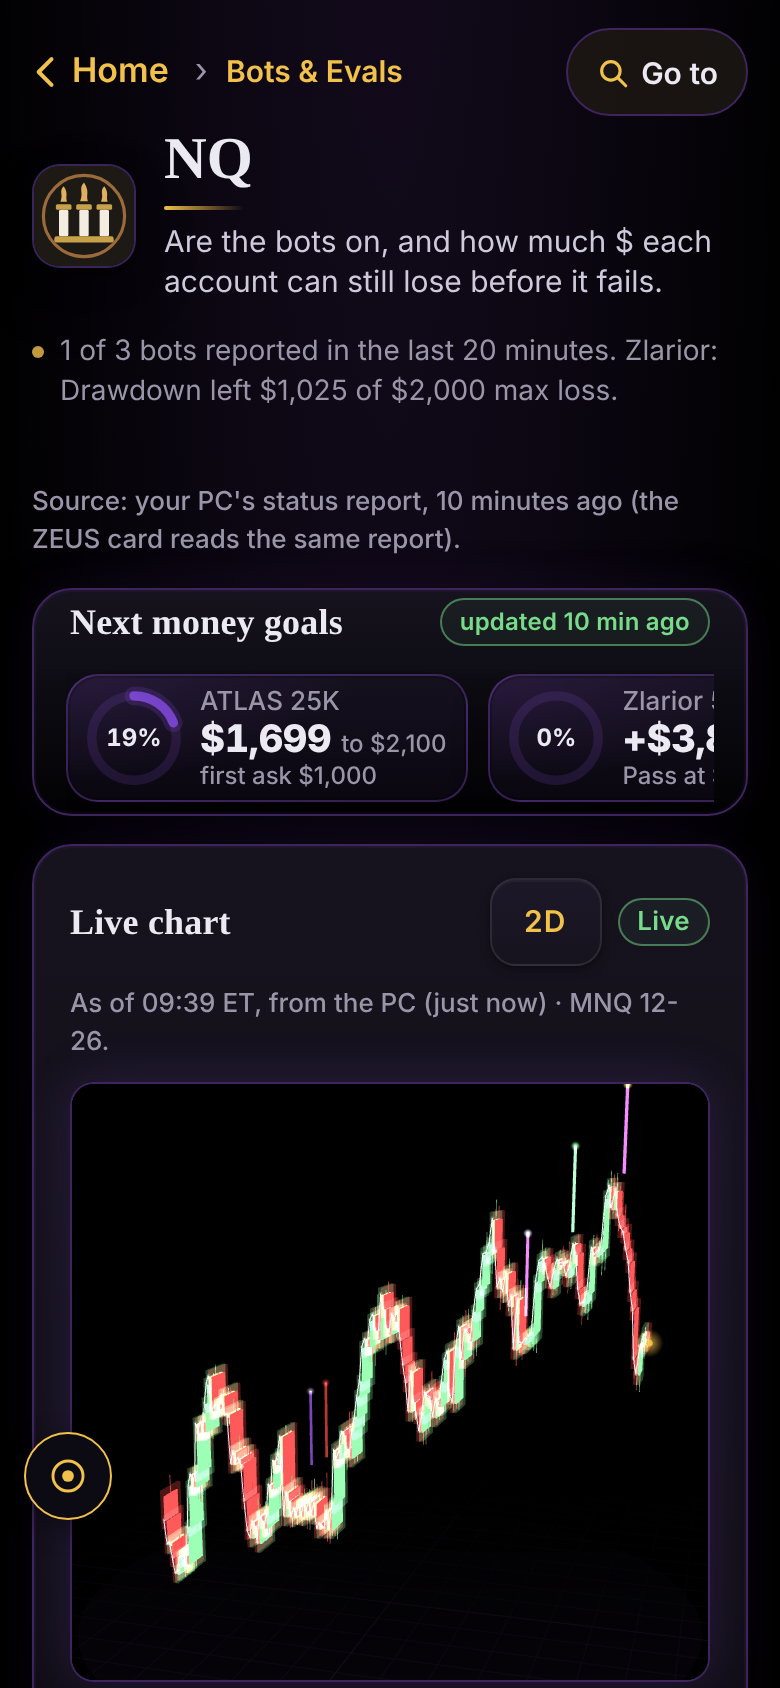 Home › Bots & Evals
Go to
NQ
Are the bots on, and how much $ each
account can still lose before it fails.
1 of 3 bots reported in the last 20 minutes. Zlarior:
Drawdown left $1,025 of $2,000 max loss.
Source: your PC's status report, 10 minutes ago (the
ZEUS card reads the same report).
Next money goals
updated 10 min ago
19%
ATLAS 25K
$1,699 to $2,100
first ask $1,000
0%
Zlarior
+$3,8
Pass at
Live chart
2D
Live
As of 09:39 ET, from the PC (just now) · MNQ 12-
26.